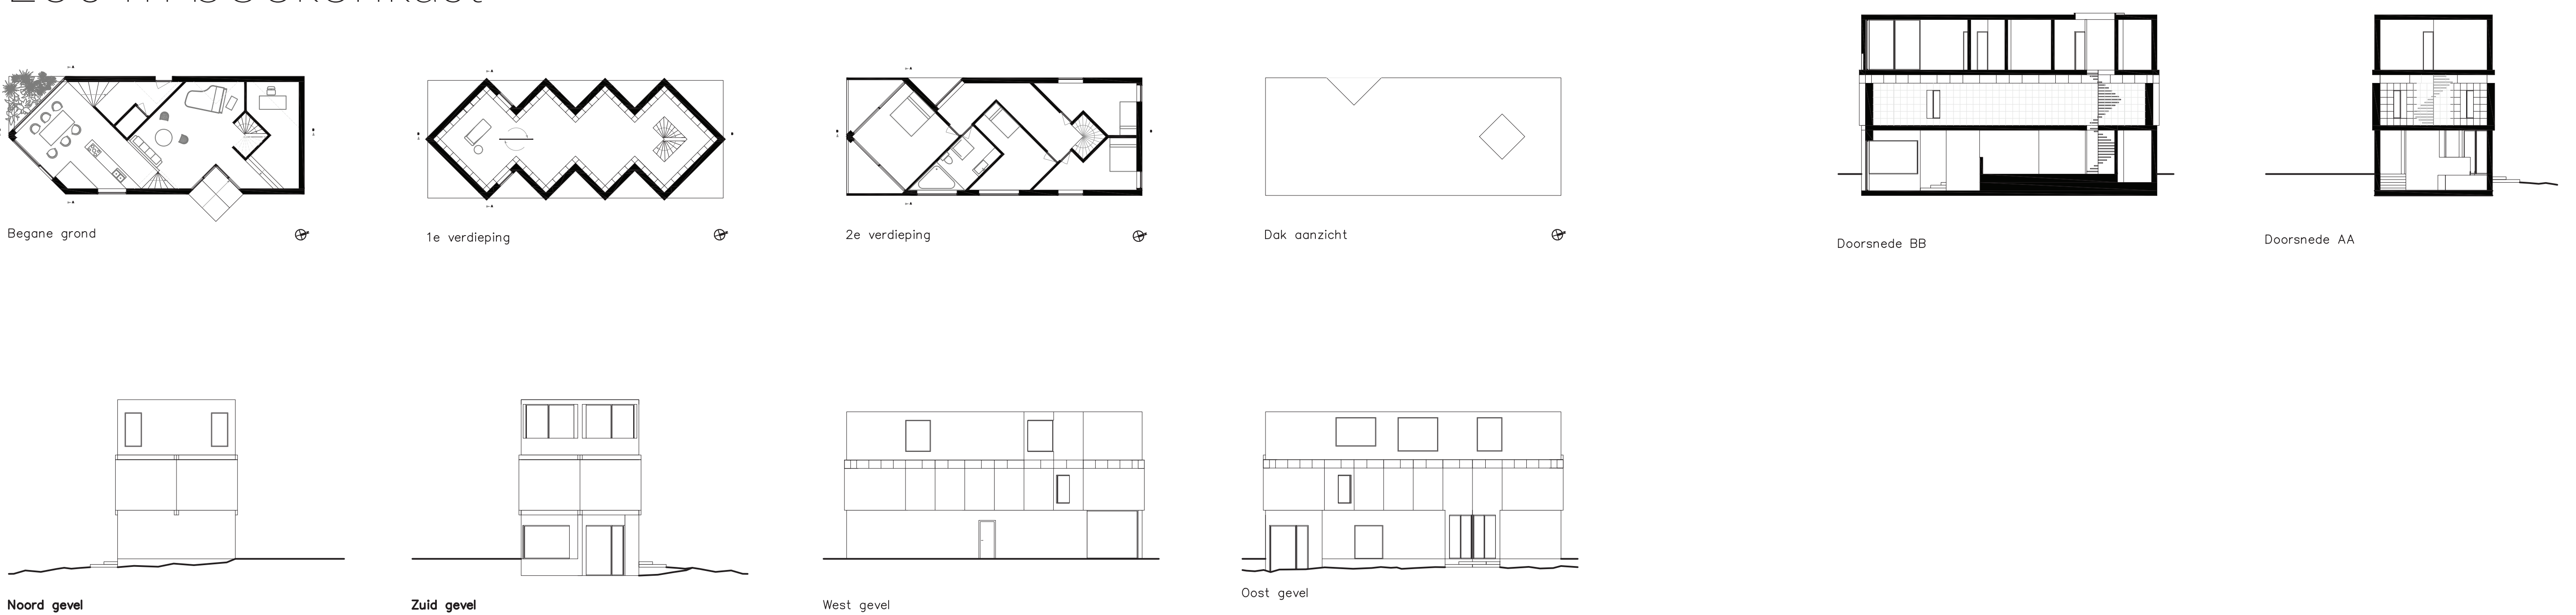 Begane grond
1e verdieping
2e verdieping
Dak aanzicht
Doorsnede BB
Doorsnede AA
Noord gevel
Zuid gevel
West gevel
Oost gevel